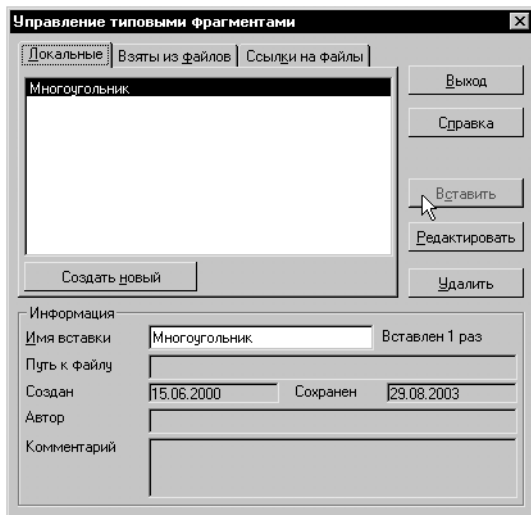 Управление типовыми фрагментами
Локальные Взяты из файлов Ссылки на файлы
Многоугольник
Выход
Справка
Вставить
Редактировать
Создать новый
Удалить
Информация
Имя вставки Многоугольник Вставлен 1 раз
Путь к файлу
Создан 15.06.2000 Сохранен 29.08.2003
Автор
Комментарий